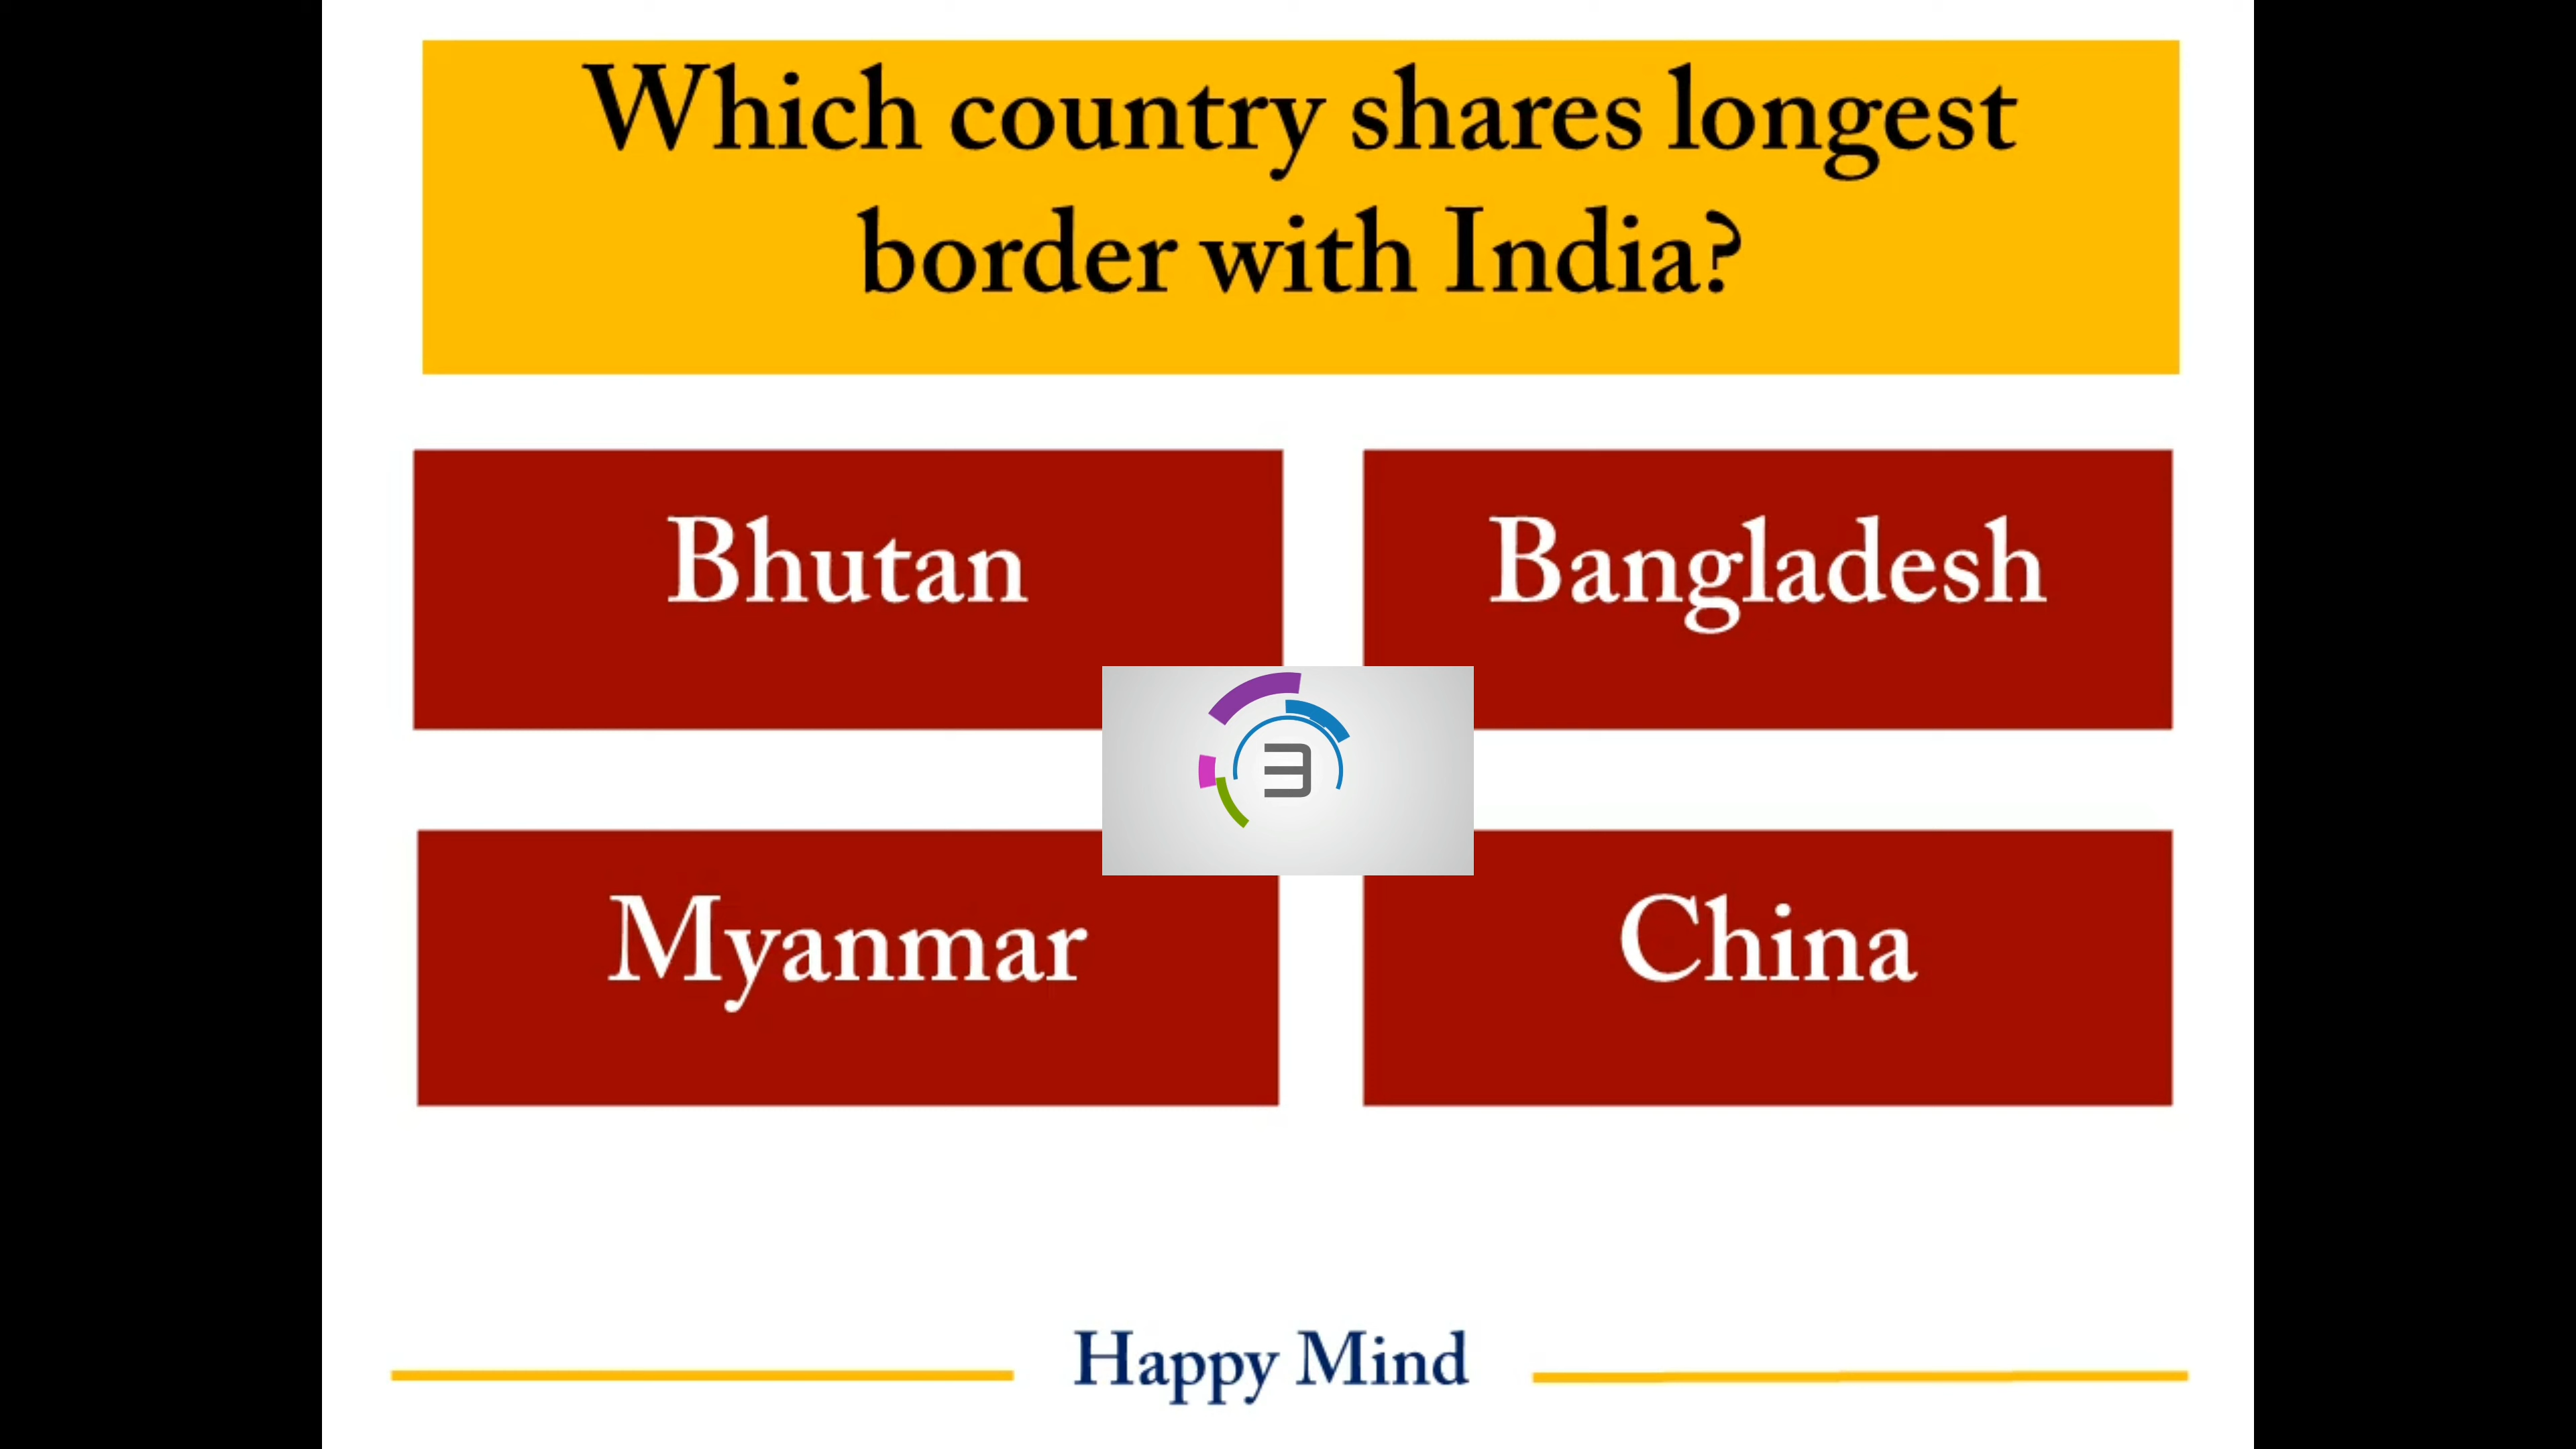 Which country shares longest
border with India?
Bhutan
Bangladesh
3
Myanmar
China
Happy Mind